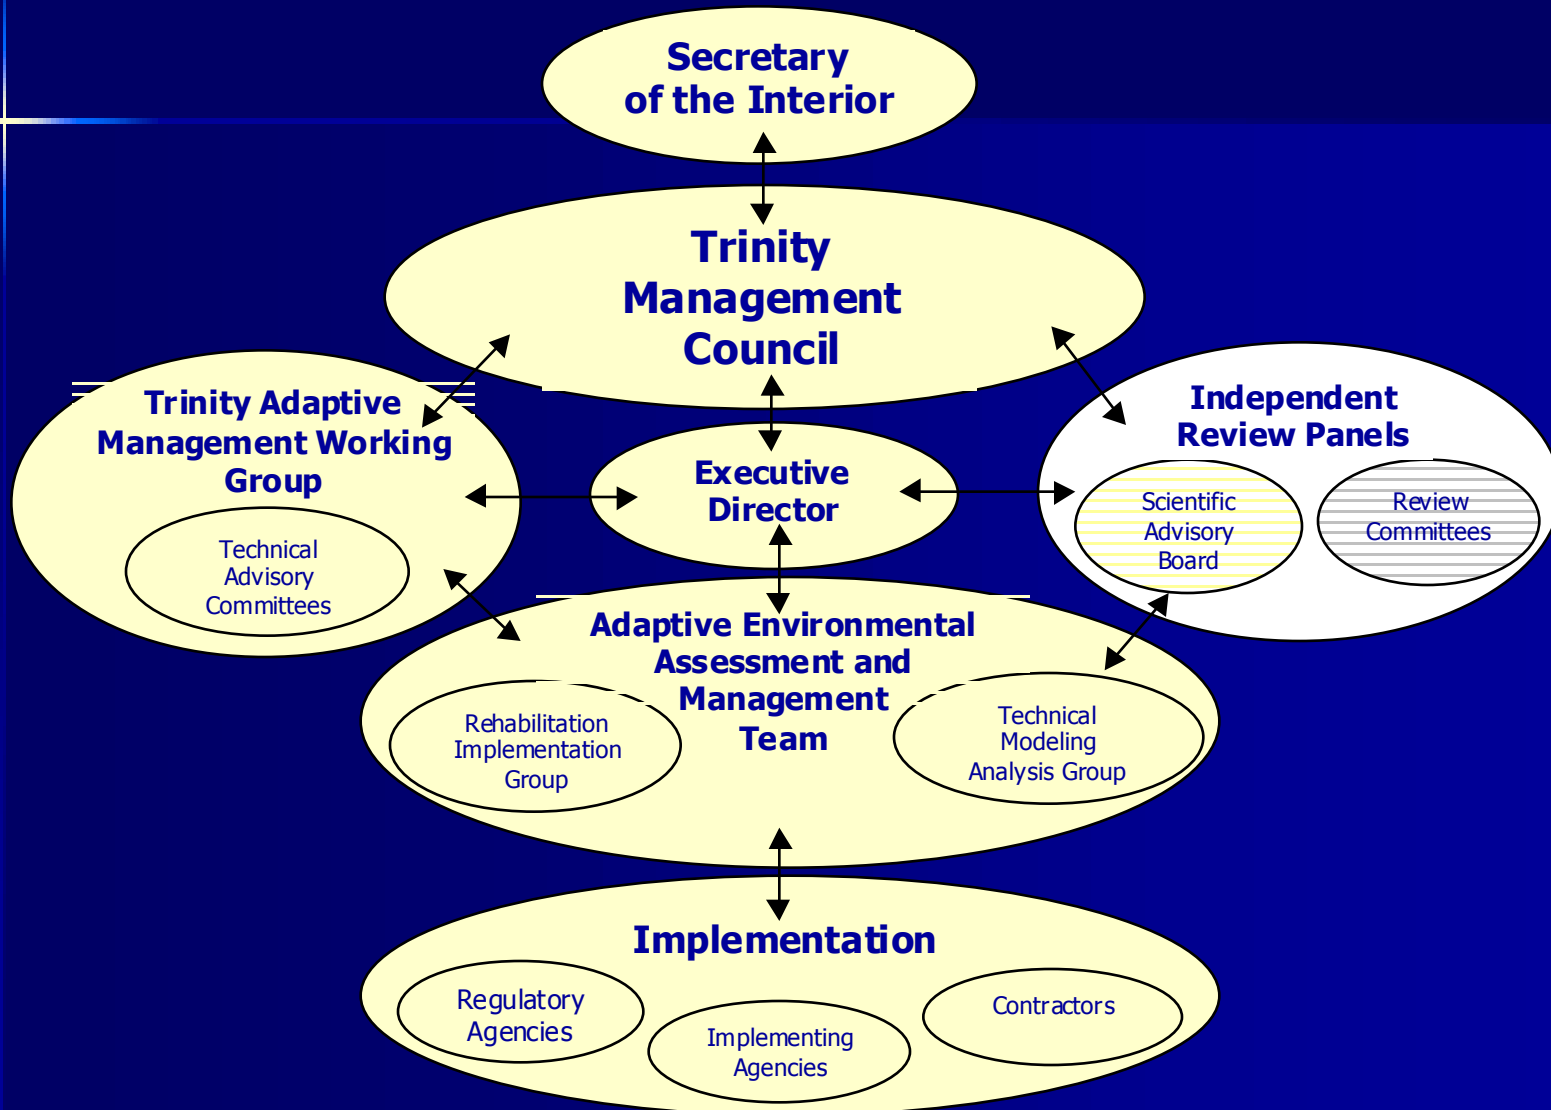 Secretary
of the Interior
Trinity
Management
Council
Trinity Adaptive
Management Working
Group
Technical
Advisory
Committees
Executive
Director
Independent
Review Panels
Scientific
Advisory
Board
Review
Committees
Adaptive Environmental
Assessment and
Management
Team
Rehabilitation
Implementation
Group
Technical
Modeling
Analysis Group
Implementation
Regulatory
Agencies
Implementing
Agencies
Contractors